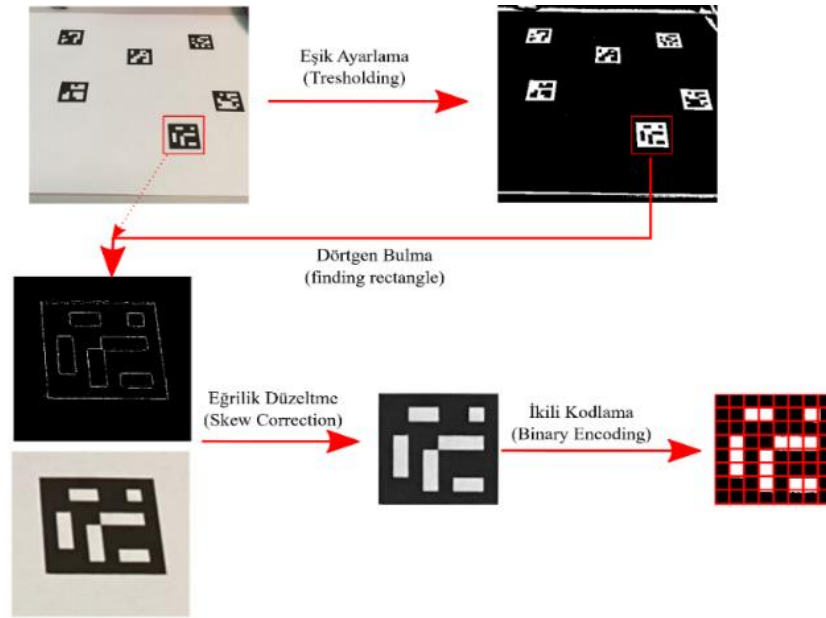 Eşik Ayarlama
(Tresholding)
Dörtgen Bulma
(finding rectangle)
Eğrilik Düzeltme
(Skew Correction)
İkili Kodlama
(Binary Encoding)